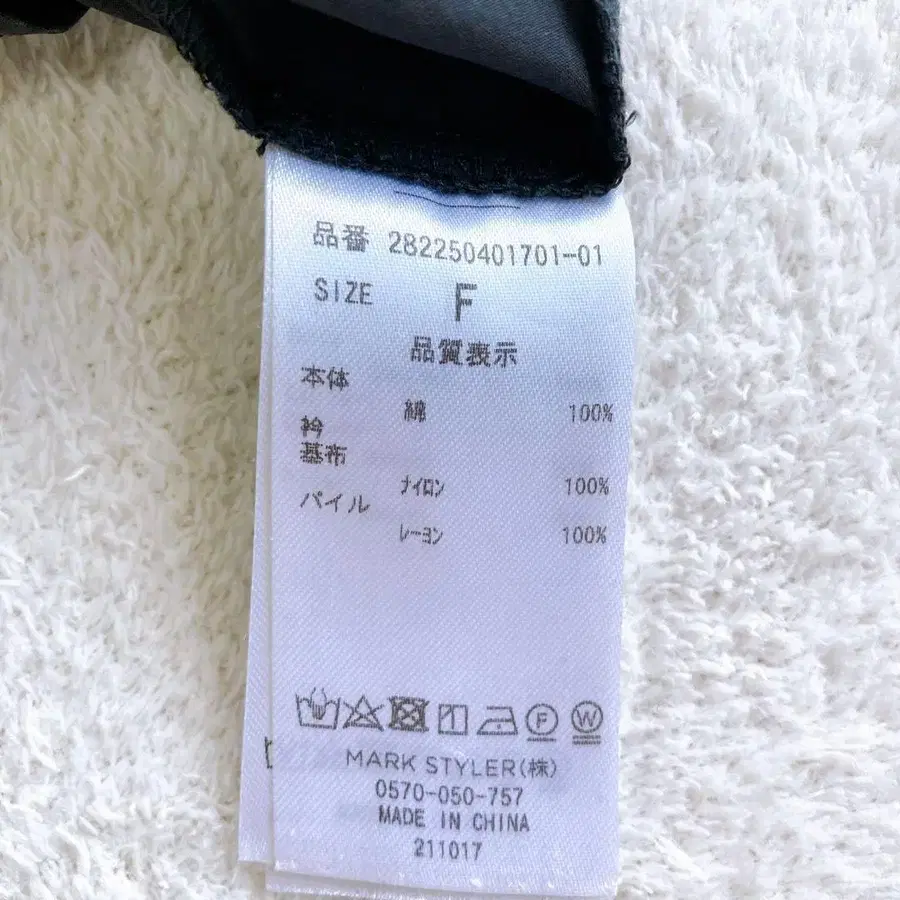 品番 282250401701-01
SIZE F
品質表示
本体
綿 100%
衿
基布
ナイロン 100%
パイル
レーヨン 100%
F W
MARK STYLER(株)
0570-050-757
MADE IN CHINA
211017